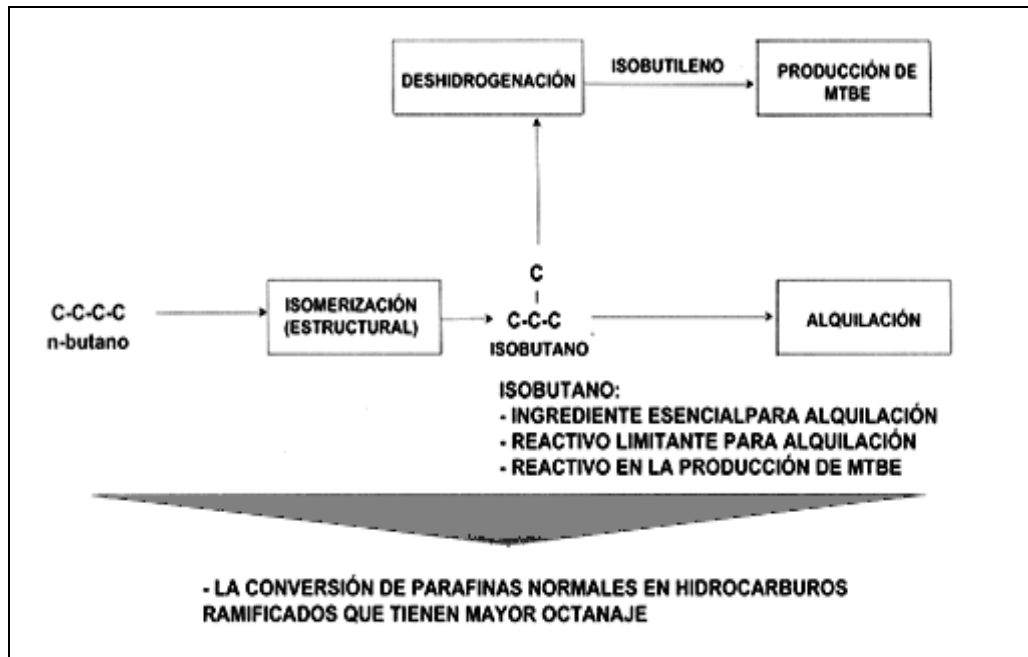 DESHIDROGENACIÓN
ISOBUTILENO
PRODUCCIÓN DE
MTBE
C-C-C-C
n-butano
ISOMERIZACIÓN
(ESTRUCTURAL)
C
C-C-C
ISOBUTANO
ALQUILACIÓN
ISOBUTANO:
- INGREDIENTE ESENCIALPARA ALQUILACIÓN
- REACTIVO LIMITANTE PARA ALQUILACIÓN
- REACTIVO EN LA PRODUCCIÓN DE MTBE
- LA CONVERSIÓN DE PARAFINAS NORMALES EN HIDROCARBUROS
RAMIFICADOS QUE TIENEN MAYOR OCTANAJE